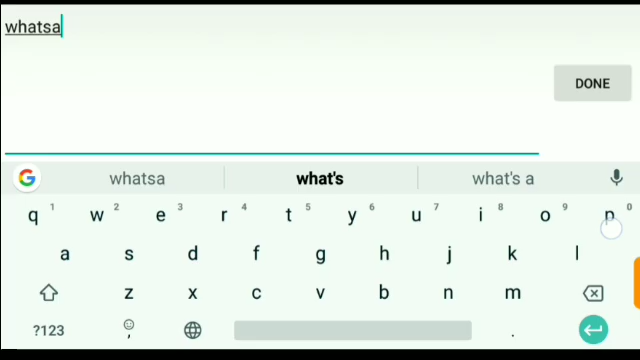 whatsa
DONE
G whatsa what's what's a
q 1 w 2 e 3 r 4 t 5 y 6 u 7 i 8 o 9 p 0
a s d f g h j k l
z x c v b n m
?123 , .